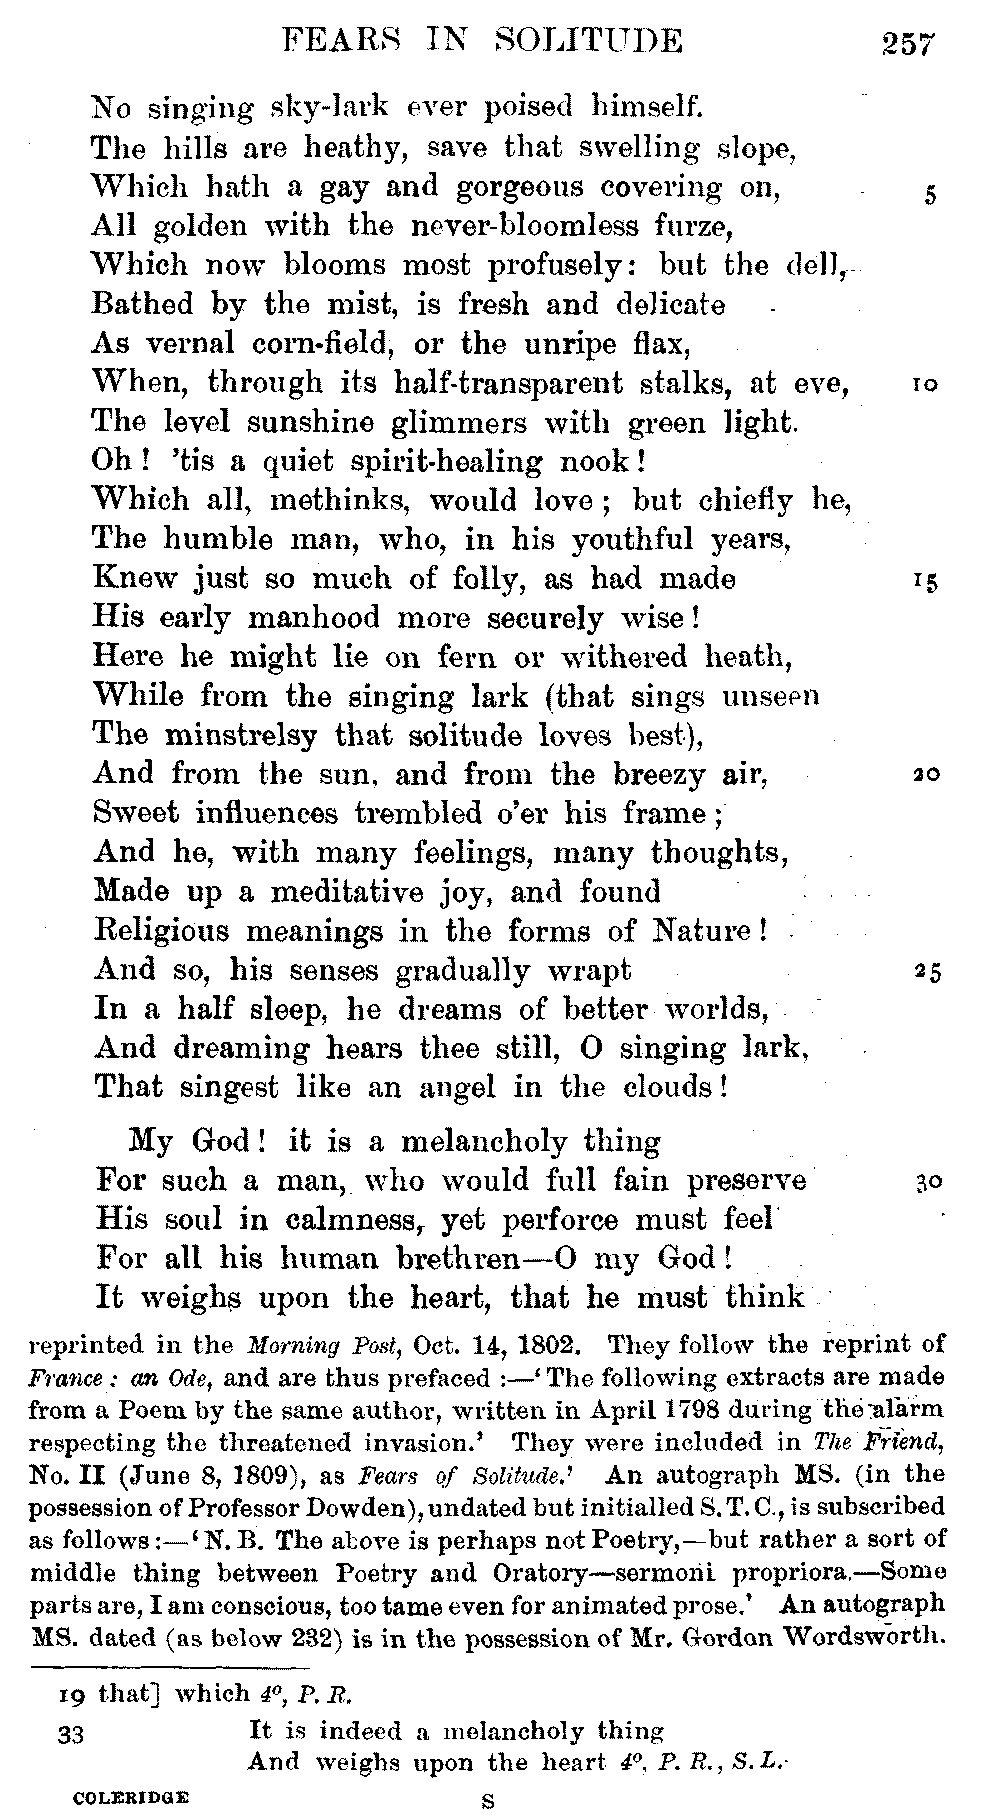 FEARS IN SOLITUDE 257
No singing sky-lark ever poised himself.
The hills are heathy, save that swelling slope,
Which hath a gay and gorgeous covering on, 5
All golden with the never-bloomless furze,
Which now blooms most profusely: but the dell,
Bathed by the mist, is fresh and delicate
As vernal corn-field, or the unripe flax,
When, through its half-transparent stalks, at eve, 10
The level sunshine glimmers with green light.
Oh! 'tis a quiet spirit-healing nook!
Which all, methinks, would love; but chiefly he,
The humble man, who, in his youthful years,
Knew just so much of folly, as had made 15
His early manhood more securely wise!
Here he might lie on fern or withered heath,
While from the singing lark (that sings unseen
The minstrelsy that solitude loves best),
And from the sun, and from the breezy air, 20
Sweet influences trembled o'er his frame;
And he, with many feelings, many thoughts,
Made up a meditative joy, and found
Religious meanings in the forms of Nature!
And so, his senses gradually wrapt 25
In a half sleep, he dreams of better worlds,
And dreaming hears thee still, O singing lark,
That singest like an angel in the clouds!
My God! it is a melancholy thing
For such a man, who would full fain preserve 30
His soul in calmness, yet perforce must feel
For all his human brethren—O my God!
It weighs upon the heart, that he must think
reprinted in the Morning Post, Oct. 14, 1802. They follow the reprint of
France: an Ode, and are thus prefaced:—'The following extracts are made
from a Poem by the same author, written in April 1798 during the alarm
respecting the threatened invasion.' They were included in The Friend,
No. II (June 8, 1809), as Fears of Solitude.' An autograph MS. (in the
possession of Professor Dowden), undated but initialled S. T. C., is subscribed
as follows:—'N. B. The above is perhaps not Poetry,—but rather a sort of
middle thing between Poetry and Oratory—sermoni propriora.—Some
parts are, I am conscious, too tame even for animated prose.' An autograph
MS. dated (as below 232) is in the possession of Mr. Gordon Wordsworth.
19 that] which 4º, P. R.
33 It is indeed a melancholy thing
And weighs upon the heart 4º, P. R., S. L.
COLERIDGE S